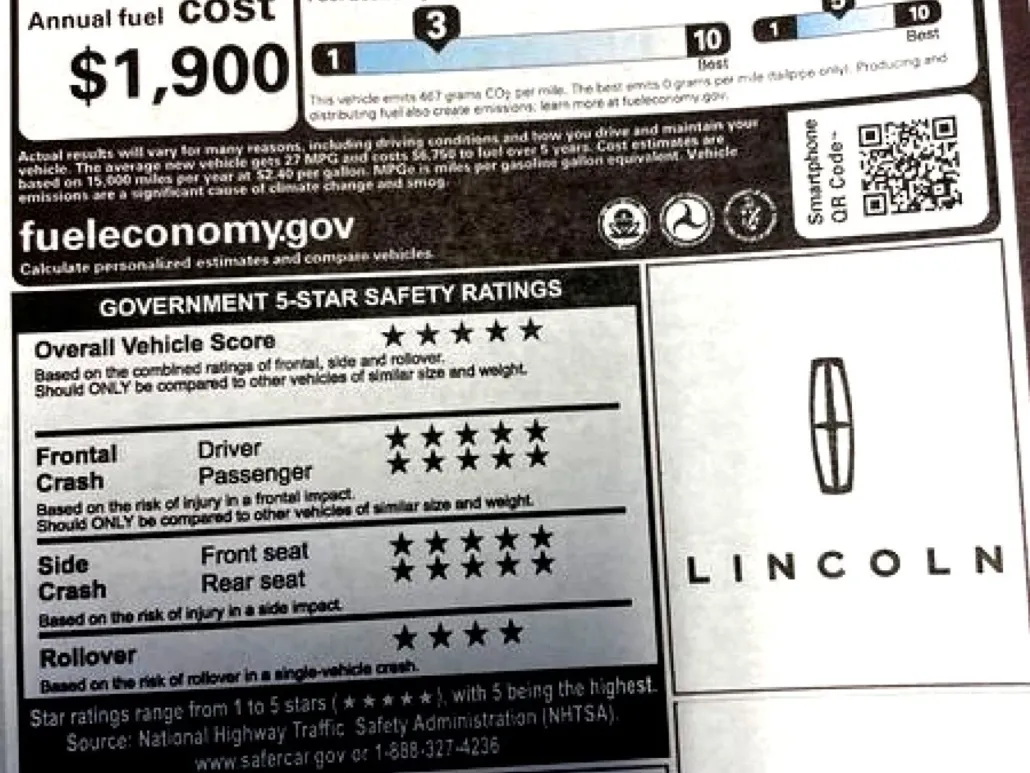 Annual fuel cost
$1,900
3
1
10
Best
5
1
10
Best
This vehicle emits 467 grams CO2 per mile. The best emits 0 grams per mile (tailpipe only). Producing and
distributing fuel also create emissions; learn more at fueleconomy.gov.
Actual results will vary for many reasons, including driving conditions and how you drive and maintain your
vehicle. The average new vehicle gets 27 MPG and costs $6,750 to fuel over 5 years. Cost estimates are
based on 15,000 miles per year at $2.40 per gallon. MPGe is miles per gasoline gallon equivalent. Vehicle
emissions are a significant cause of climate change and smog.
fueleconomy.gov
Calculate personalized estimates and compare vehicles
Smartphone
QR Code™
GOVERNMENT 5-STAR SAFETY RATINGS
Overall Vehicle Score ★★★★★
Based on the combined ratings of frontal, side and rollover.
Should ONLY be compared to other vehicles of similar size and weight.
Frontal Driver ★★★★★
Crash Passenger ★★★★★
Based on the risk of injury in a frontal impact.
Should ONLY be compared to other vehicles of similar size and weight.
Side Front seat ★★★★★
Crash Rear seat ★★★★★
Based on the risk of injury in a side impact.
Rollover ★★★★
Based on the risk of rollover in a single-vehicle crash.
Star ratings range from 1 to 5 stars (★★★★★), with 5 being the highest.
Source: National Highway Traffic Safety Administration (NHTSA).
www.safercar.gov or 1-888-327-4236
LINCOLN